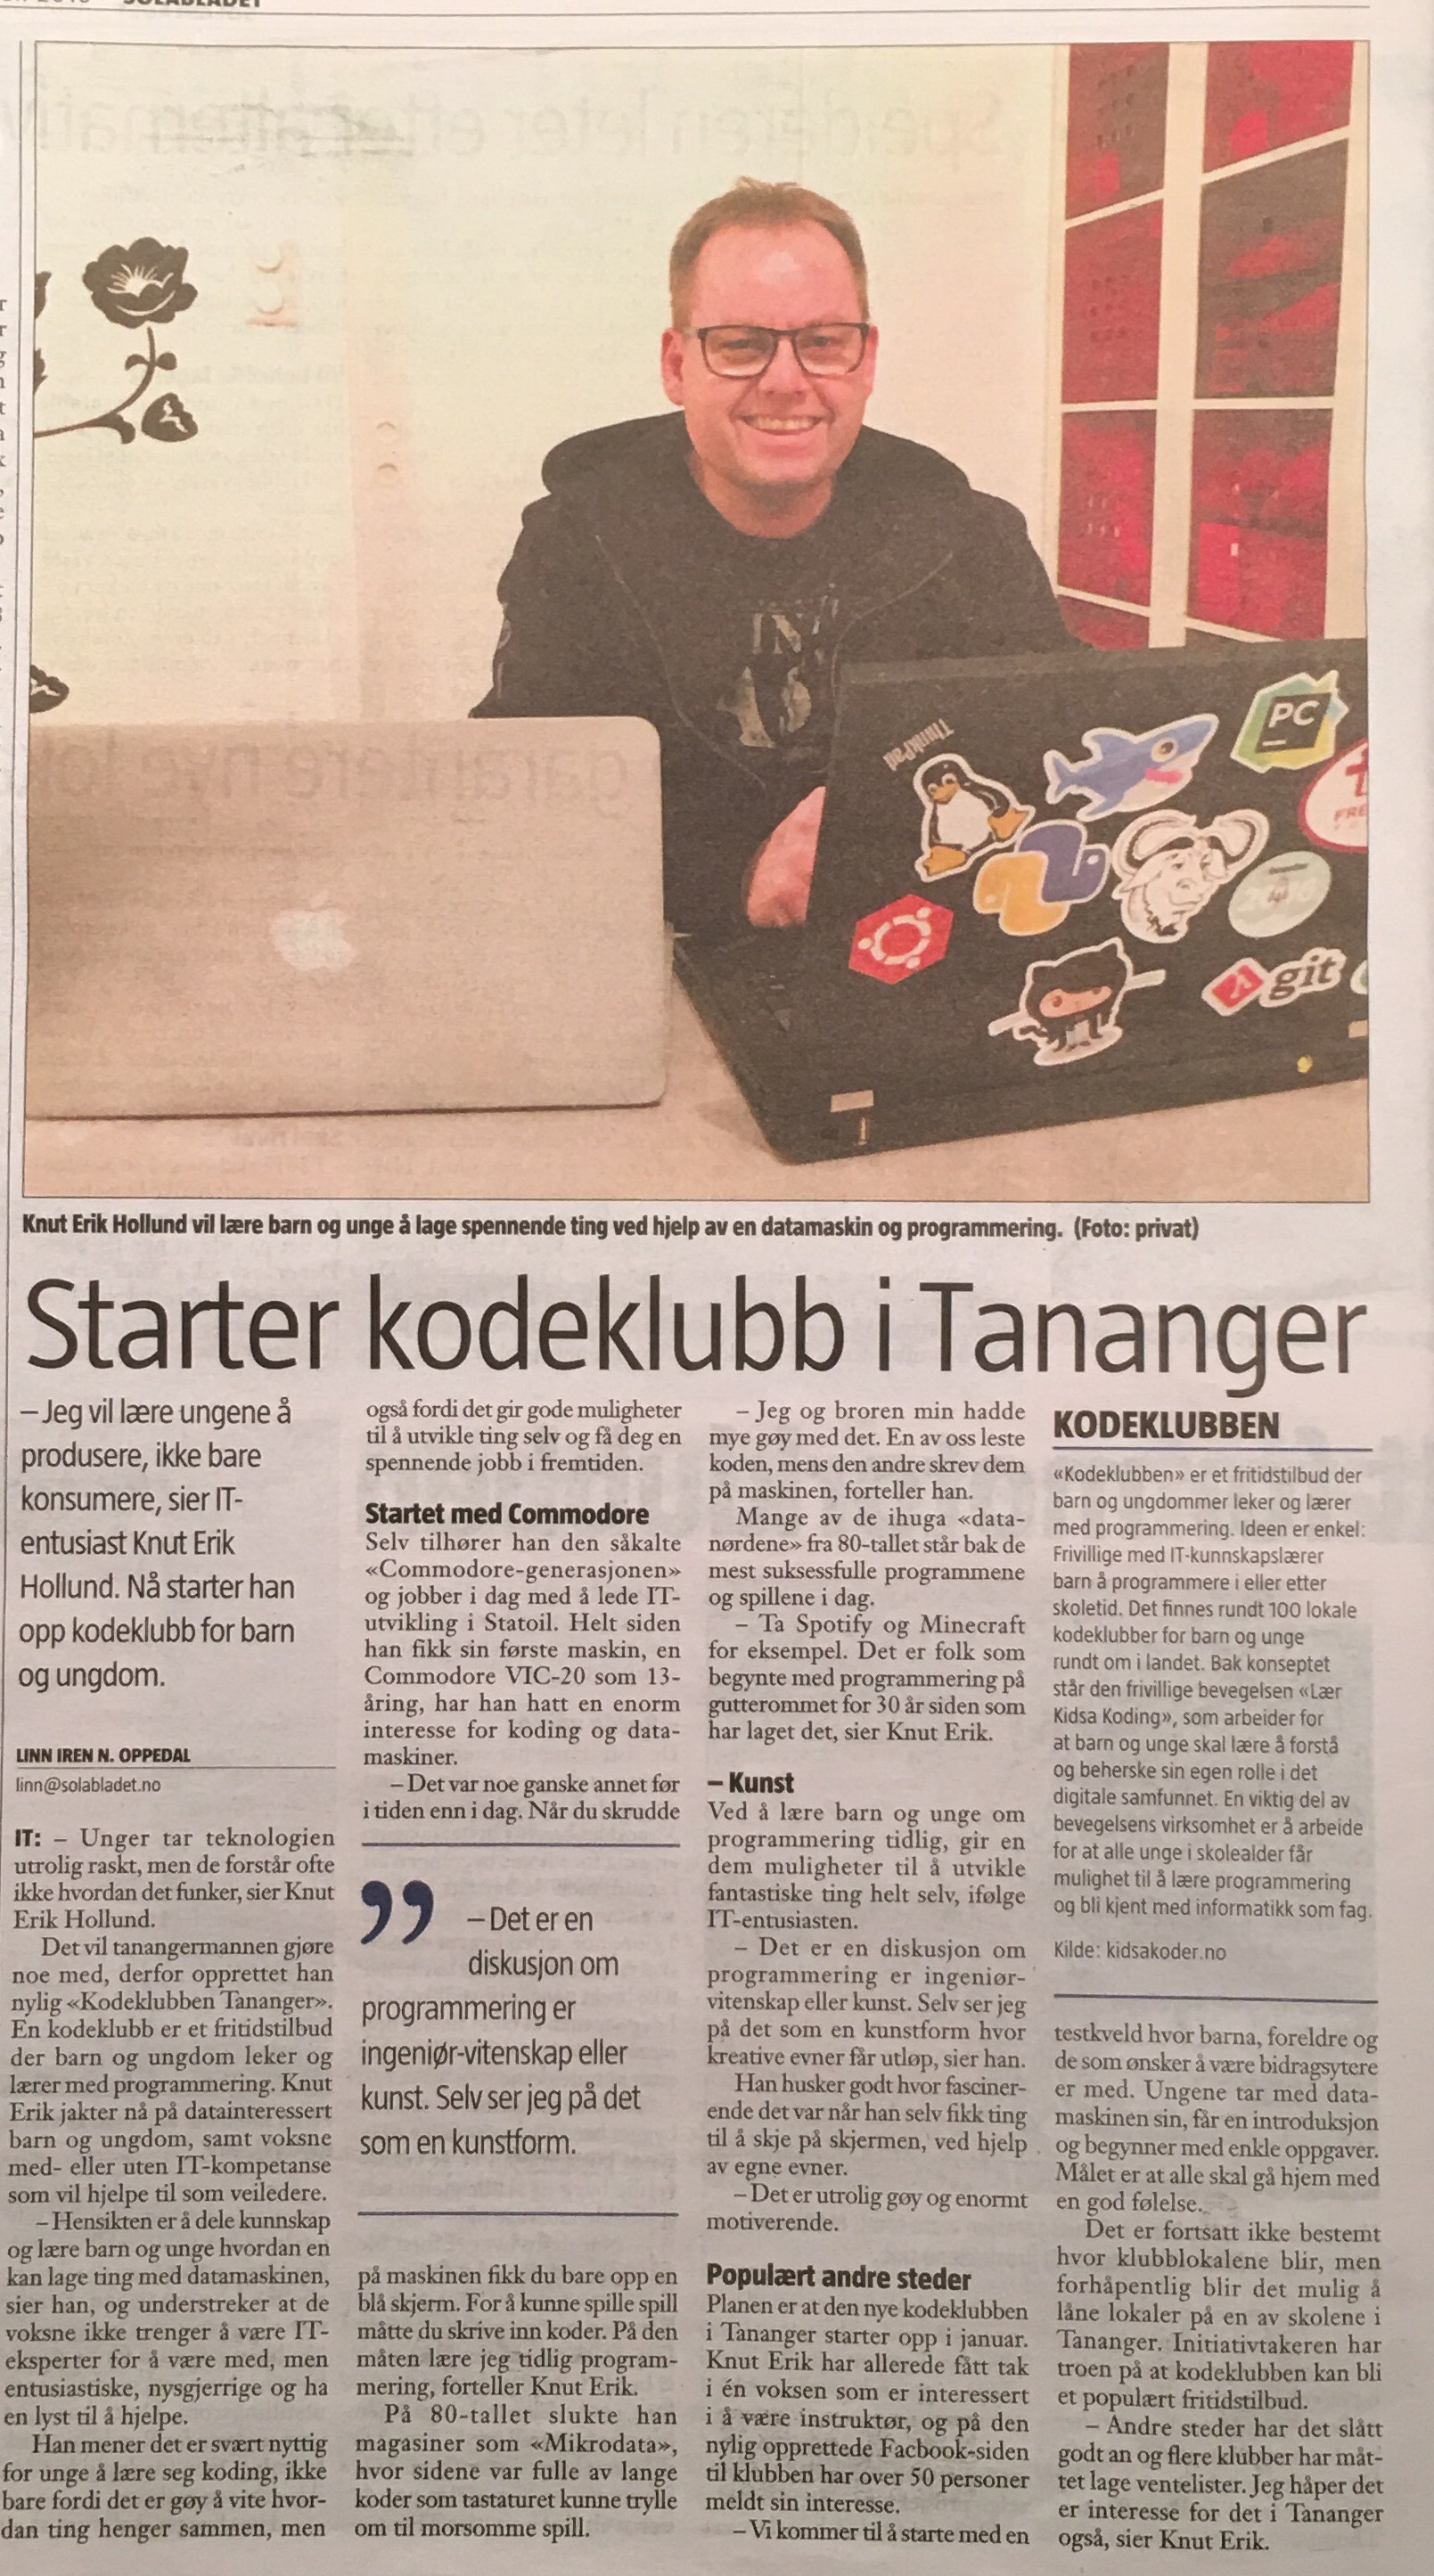 SOLABLADET
IN
ThinkPad
PC
FRE
git
Knut Erik Hollund vil lære barn og unge å lage spennende ting ved hjelp av en datamaskin og programmering. (Foto: privat)
Starter kodeklubb i Tananger
– Jeg vil lære ungene å
produsere, ikke bare
konsumere, sier IT-
entusiast Knut Erik
Hollund. Nå starter han
opp kodeklubb for barn
og ungdom.
LINN IREN N. OPPEDAL
linn@solabladet.no
IT: – Unger tar teknologien
utrolig raskt, men de forstår ofte
ikke hvordan det funker, sier Knut
Erik Hollund.
Det vil tanangermannen gjøre
noe med, derfor opprettet han
nylig «Kodeklubben Tananger».
En kodeklubb er et fritidstilbud
der barn og ungdom leker og
lærer med programmering. Knut
Erik jakter nå på datainteressert
barn og ungdom, samt voksne
med- eller uten IT-kompetanse
som vil hjelpe til som veiledere.
– Hensikten er å dele kunnskap
og lære barn og unge hvordan en
kan lage ting med datamaskinen,
sier han, og understreker at de
voksne ikke trenger å være IT-
eksperter for å være med, men
entusiastiske, nysgjerrige og ha
en lyst til å hjelpe.
Han mener det er svært nyttig
for unge å lære seg koding, ikke
bare fordi det er gøy å vite hvor-
dan ting henger sammen, men
også fordi det gir gode muligheter
til å utvikle ting selv og få deg en
spennende jobb i fremtiden.
Startet med Commodore
Selv tilhører han den såkalte
«Commodore-generasjonen»
og jobber i dag med å lede IT-
utvikling i Statoil. Helt siden
han fikk sin første maskin, en
Commodore VIC-20 som 13-
åring, har han hatt en enorm
interesse for koding og data-
maskiner.
– Det var noe ganske annet før
i tiden enn i dag. Når du skrudde
” – Det er en
diskusjon om
programmering er
ingeniør-vitenskap eller
kunst. Selv ser jeg på det
som en kunstform.
på maskinen fikk du bare opp en
blå skjerm. For å kunne spille spill
måtte du skrive inn koder. På den
måten lære jeg tidlig program-
mering, forteller Knut Erik.
På 80-tallet slukte han
magasiner som «Mikrodata»,
hvor sidene var fulle av lange
koder som tastaturet kunne trylle
om til morsomme spill.
– Jeg og broren min hadde
mye gøy med det. En av oss leste
koden, mens den andre skrev dem
på maskinen, forteller han.
Mange av de ihuga «data-
nørdene» fra 80-tallet står bak de
mest suksessfulle programmene
og spillene i dag.
– Ta Spotify og Minecraft
for eksempel. Det er folk som
begynte med programmering på
gutterommet for 30 år siden som
har laget det, sier Knut Erik.
– Kunst
Ved å lære barn og unge om
programmering tidlig, gir en
dem muligheter til å utvikle
fantastiske ting helt selv, ifølge
IT-entusiasten.
– Det er en diskusjon om
programmering er ingeniør-
vitenskap eller kunst. Selv ser jeg
på det som en kunstform hvor
kreative evner får utløp, sier han.
Han husker godt hvor fasciner-
ende det var når han selv fikk ting
til å skje på skjermen, ved hjelp
av egne evner.
– Det er utrolig gøy og enormt
motiverende.
Populært andre steder
Planen er at den nye kodeklubben
i Tananger starter opp i januar.
Knut Erik har allerede fått tak
i én voksen som er interessert
i å være instruktør, og på den
nylig opprettede Facbook-siden
til klubben har over 50 personer
meldt sin interesse.
– Vi kommer til å starte med en
KODEKLUBBEN
«Kodeklubben» er et fritidstilbud der
barn og ungdommer leker og lærer
med programmering. Ideen er enkel:
Frivillige med IT-kunnskapslærer
barn å programmere i eller etter
skoletid. Det finnes rundt 100 lokale
kodeklubber for barn og unge
rundt om i landet. Bak konseptet
står den frivillige bevegelsen «Lær
Kidsa Koding», som arbeider for
at barn og unge skal lære å forstå
og beherske sin egen rolle i det
digitale samfunnet. En viktig del av
bevegelsens virksomhet er å arbeide
for at alle unge i skolealder får
mulighet til å lære programmering
og bli kjent med informatikk som fag.
Kilde: kidsakoder.no
testkveld hvor barna, foreldre og
de som ønsker å være bidragsytere
er med. Ungene tar med data-
maskinen sin, får en introduksjon
og begynner med enkle oppgaver.
Målet er at alle skal gå hjem med
en god følelse.
Det er fortsatt ikke bestemt
hvor klubblokalene blir, men
forhåpentlig blir det mulig å
låne lokaler på en av skolene i
Tananger. Initiativtakeren har
troen på at kodeklubben kan bli
et populært fritidstilbud.
– Andre steder har det slått
godt an og flere klubber har måt-
tet lage ventelister. Jeg håper det
er interesse for det i Tananger
også, sier Knut Erik.